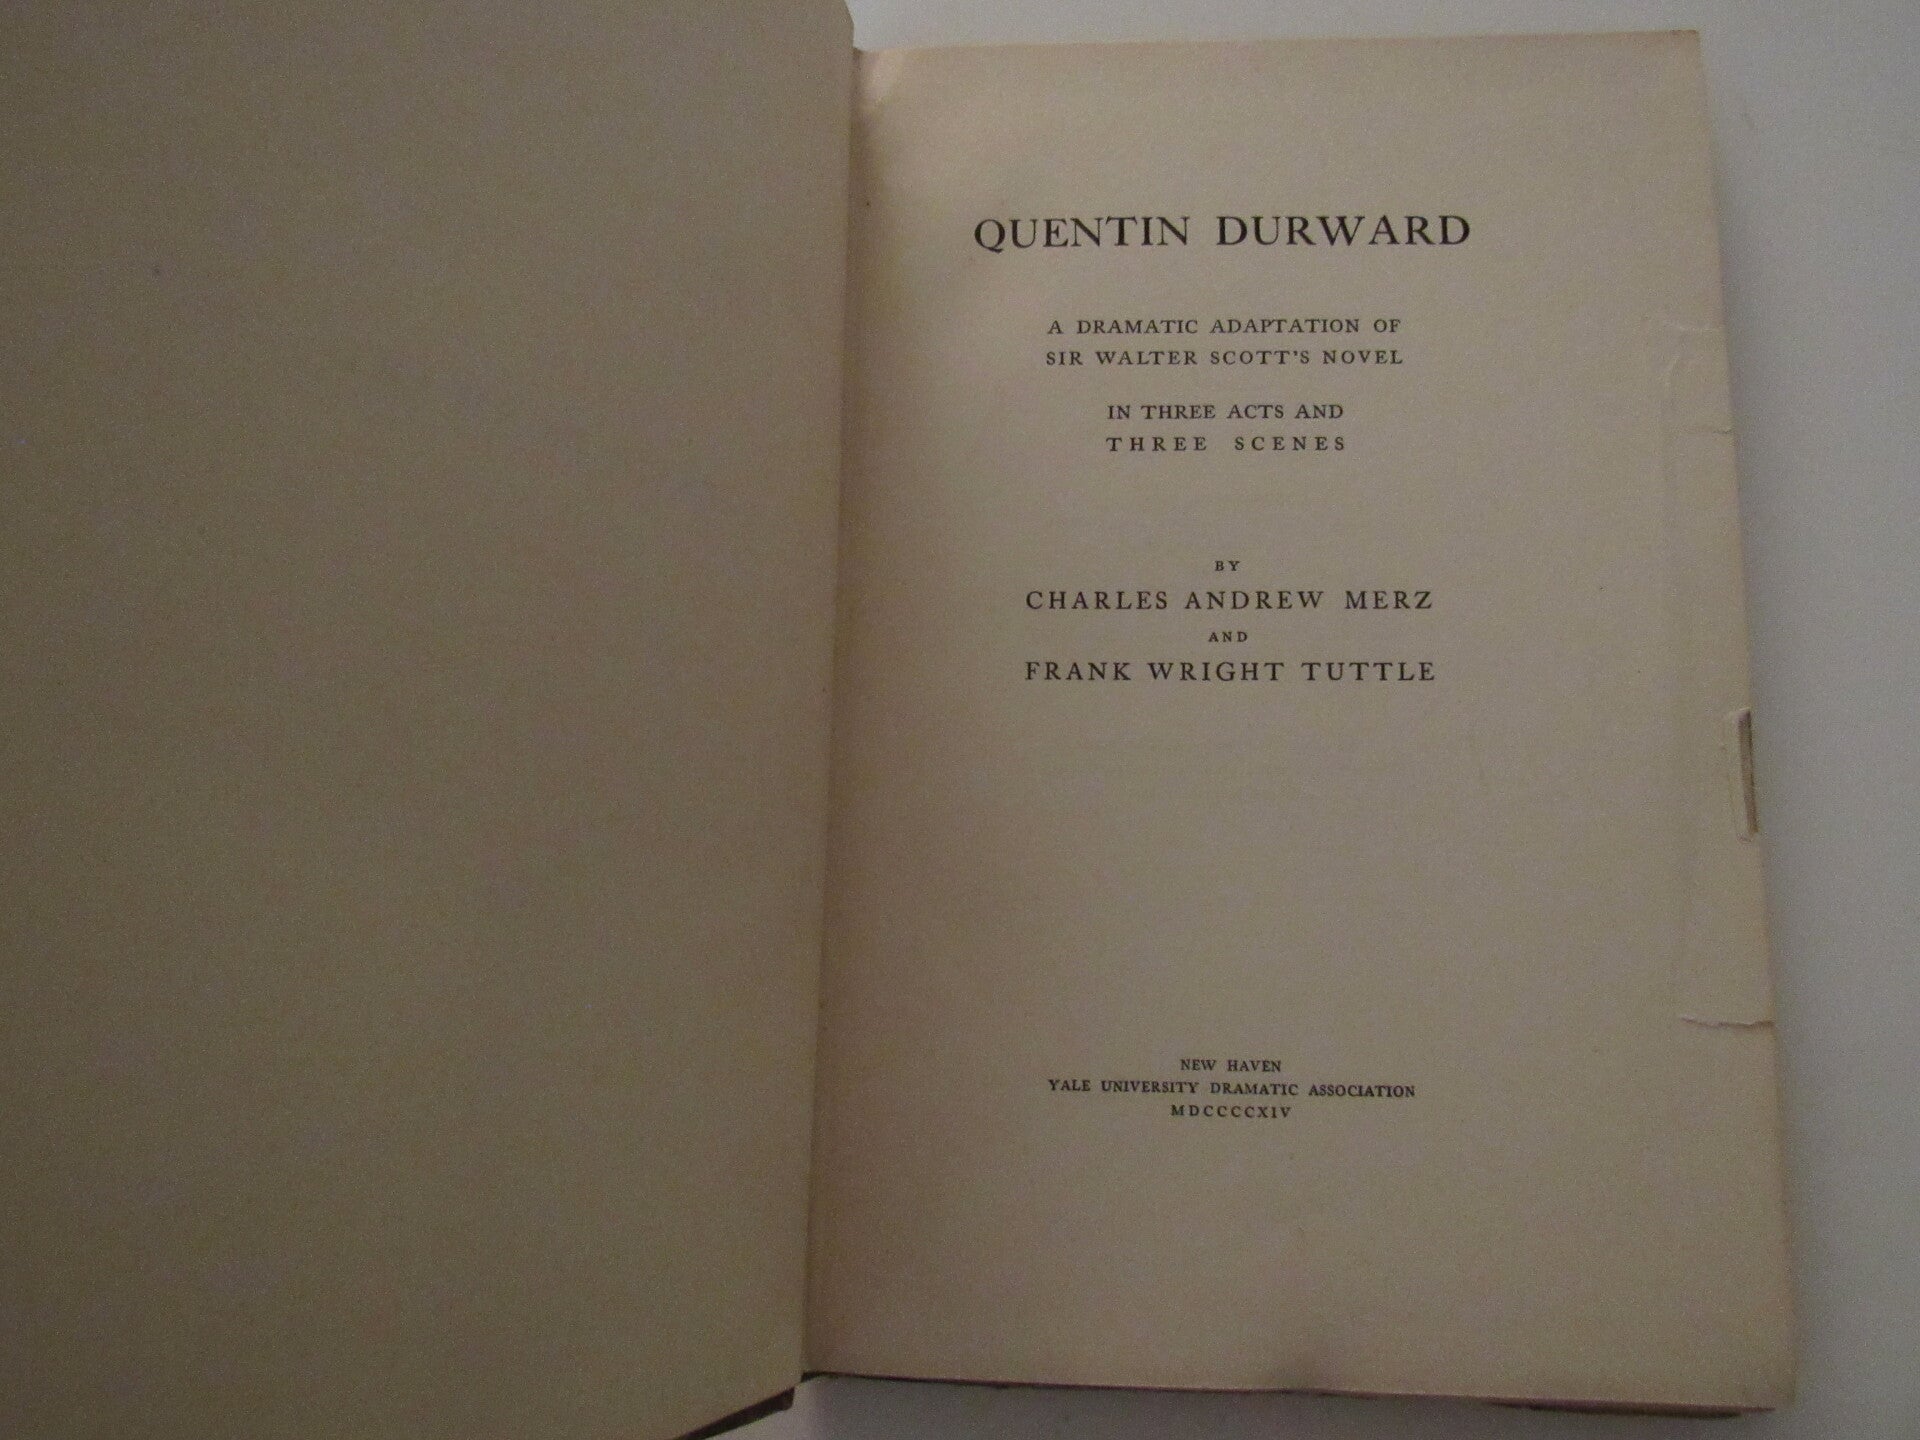 QUENTIN DURWARD
A DRAMATIC ADAPTATION OF
SIR WALTER SCOTT'S NOVEL
IN THREE ACTS AND
THREE SCENES
BY
CHARLES ANDREW MERZ
AND
FRANK WRIGHT TUTTLE
NEW HAVEN
YALE UNIVERSITY DRAMATIC ASSOCIATION
MDCCCCXIV